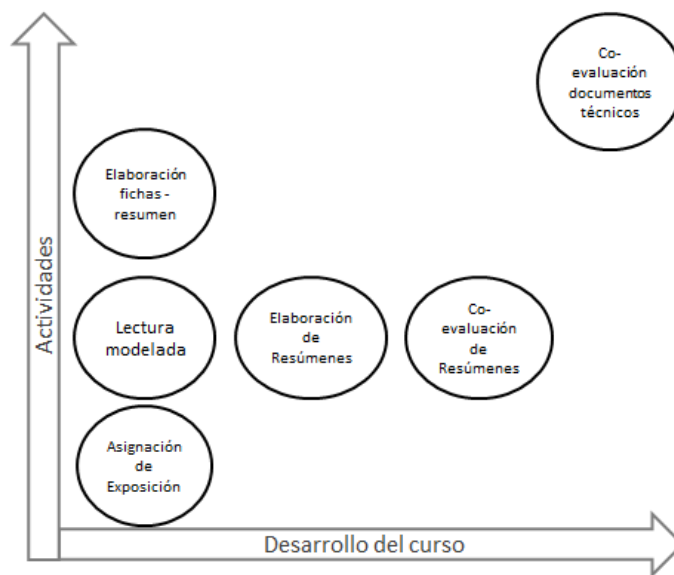 Co-
evaluación
documentos
técnicos
Elaboración
fichas -
resumen
Actividades
Lectura
modelada
Elaboración
de
Resúmenes
Co-
evaluación
de
Resúmenes
Asignación
de
Exposición
Desarrollo del curso